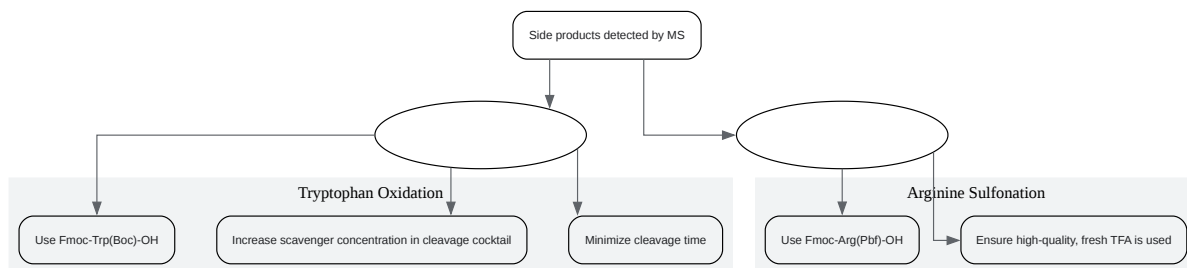 Side products detected by MS
Tryptophan Oxidation
Arginine Sulfonation
Use Fmoc-Trp(Boc)-OH
Increase scavenger concentration in cleavage cocktail
Minimize cleavage time
Use Fmoc-Arg(Pbf)-OH
Ensure high-quality, fresh TFA is used